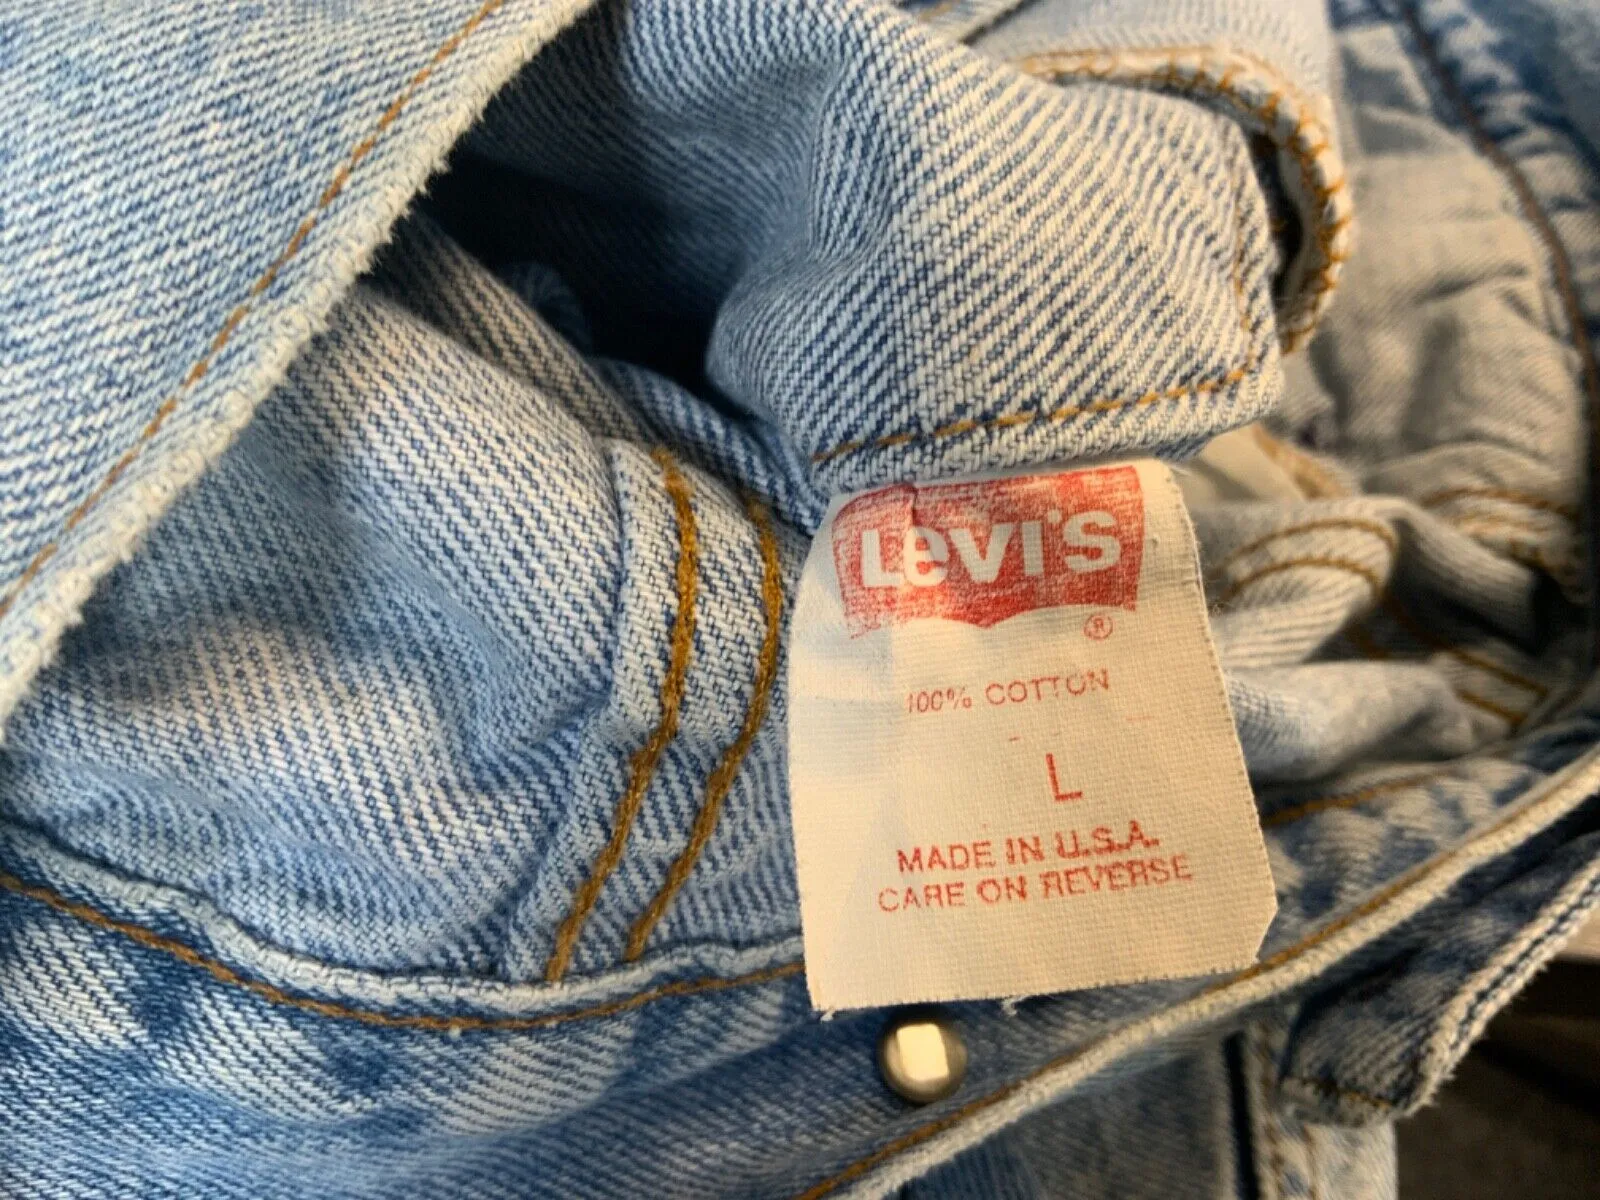 Levi's
®
100% COTTON
L
MADE IN U.S.A.
CARE ON REVERSE